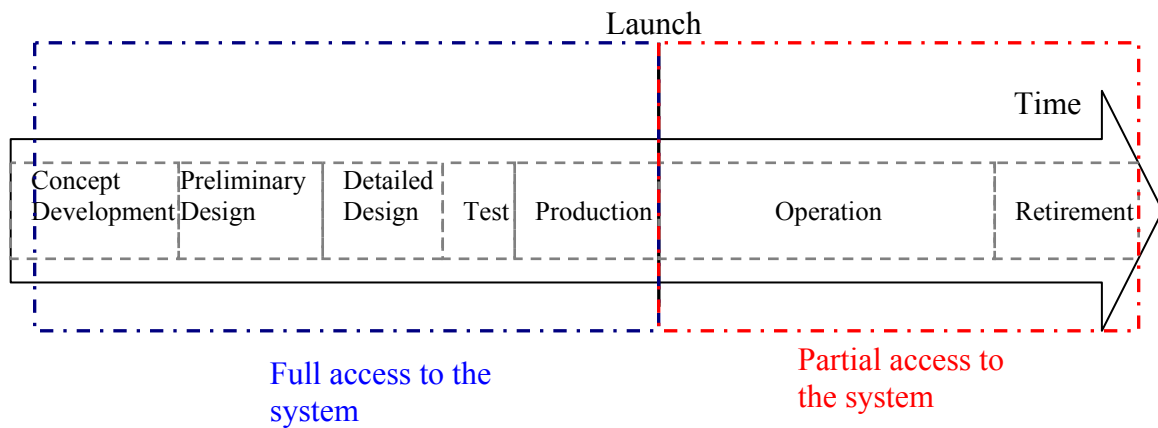 Launch
Time
Concept
Development
Preliminary
Design
Detailed
Design
Test
Production
Operation
Retirement
Full access to the
system
Partial access to
the system